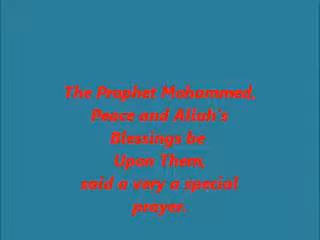 The Prophet Mohammed,
Peace and Allah's
Blessings be
Upon Them,
said a very a special
prayer.